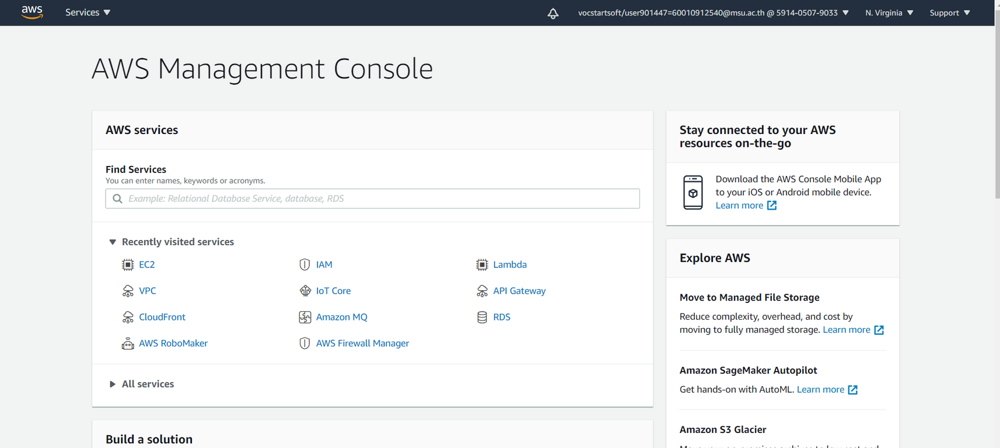 aws
Services
vocstartsoft/user901447=60010912540@msu.ac.th @ 5914-0507-9033
N. Virginia
Support
AWS Management Console
AWS services
Find Services
You can enter names, keywords or acronyms.
Example: Relational Database Service, database, RDS
Recently visited services
EC2
IAM
Lambda
VPC
IoT Core
API Gateway
CloudFront
Amazon MQ
RDS
AWS RoboMaker
AWS Firewall Manager
All services
Build a solution
Stay connected to your AWS
resources on-the-go
Download the AWS Console Mobile App
to your iOS or Android mobile device.
Learn more
Explore AWS
Move to Managed File Storage
Reduce complexity, overhead, and cost by
moving to fully managed storage. Learn more
Amazon SageMaker Autopilot
Get hands-on with AutoML. Learn more
Amazon S3 Glacier